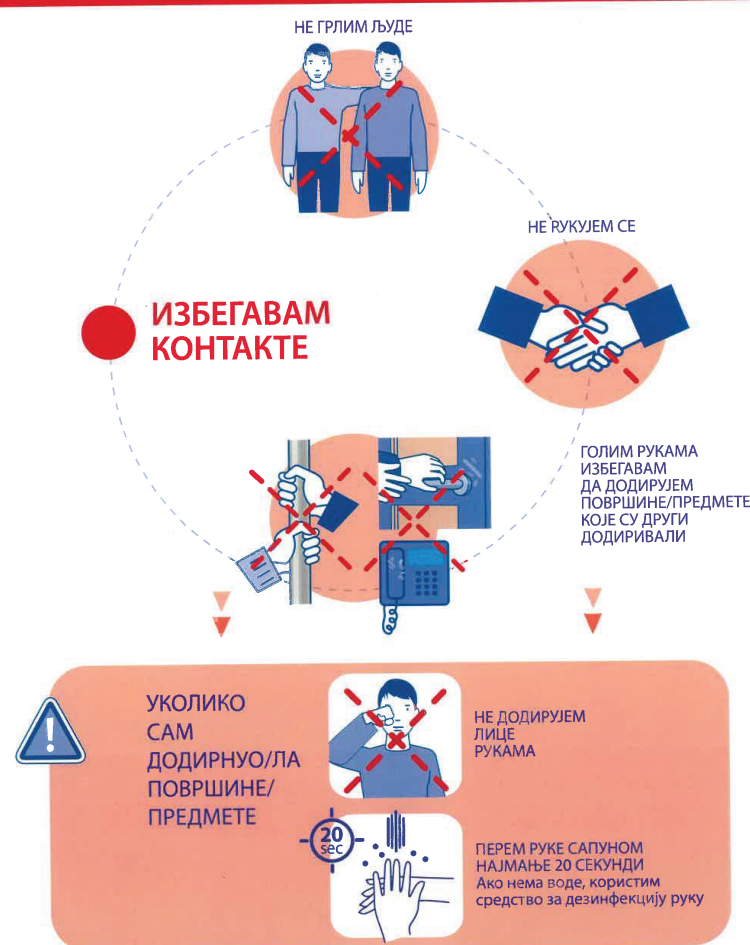 НЕ ГРЛИМ ЉУДЕ
НЕ РУКУЈЕМ СЕ
ИЗБЕГАВАМ
КОНТАКТЕ
ГОЛИМ РУКАМА
ИЗБЕГАВАМ
ДА ДОДИРУЈЕМ
ПОВРШИНЕ/ПРЕДМЕТЕ
КОЈЕ СУ ДРУГИ
ДОДИРИВАЛИ
УКОЛИКО
САМ
ДОДИРНУО/ЛА
ПОВРШИНЕ/
ПРЕДМЕТЕ
НЕ ДОДИРУЈЕМ
ЛИЦЕ
РУКАМА
20
sec
ПЕРЕМ РУКЕ САПУНОМ
НАЈМАЊЕ 20 СЕКУНДИ
Ако нема воде, користим
средство за дезинфекцију руку